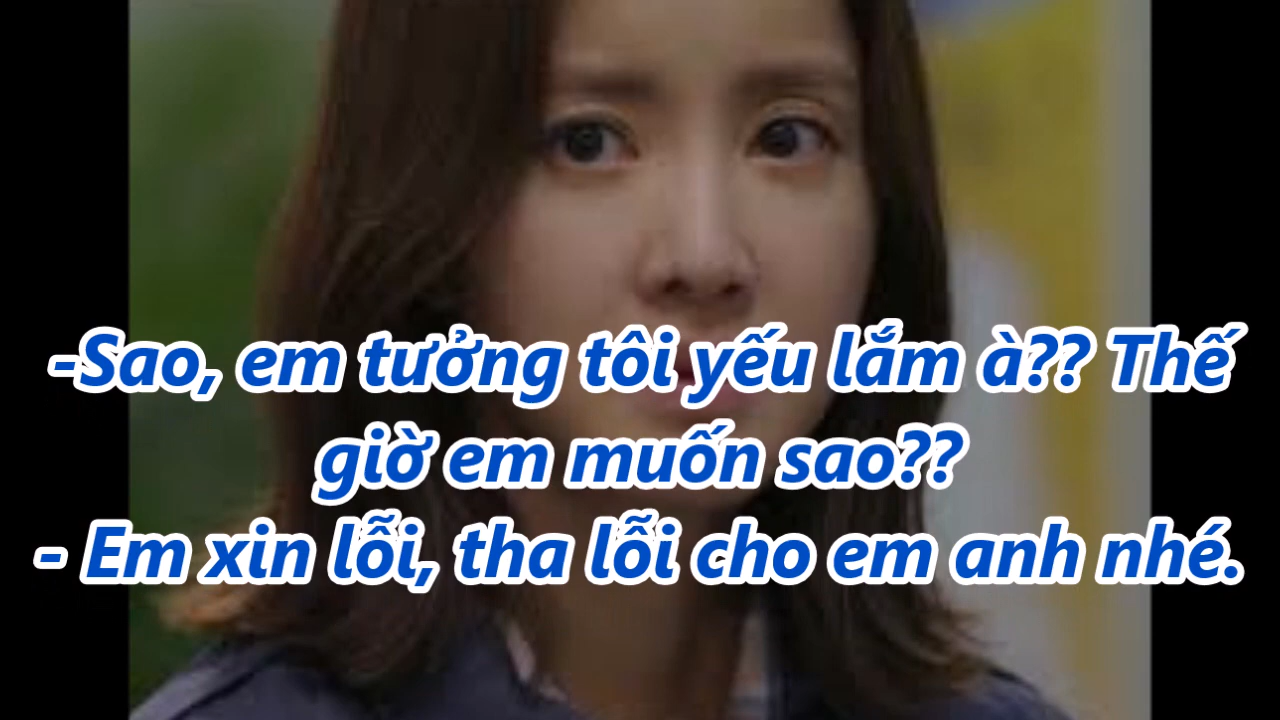 -Sao, em tưởng tôi yếu lắm à?? Thế
giờ em muốn sao??
- Em xin lỗi, tha lỗi cho em anh nhé.